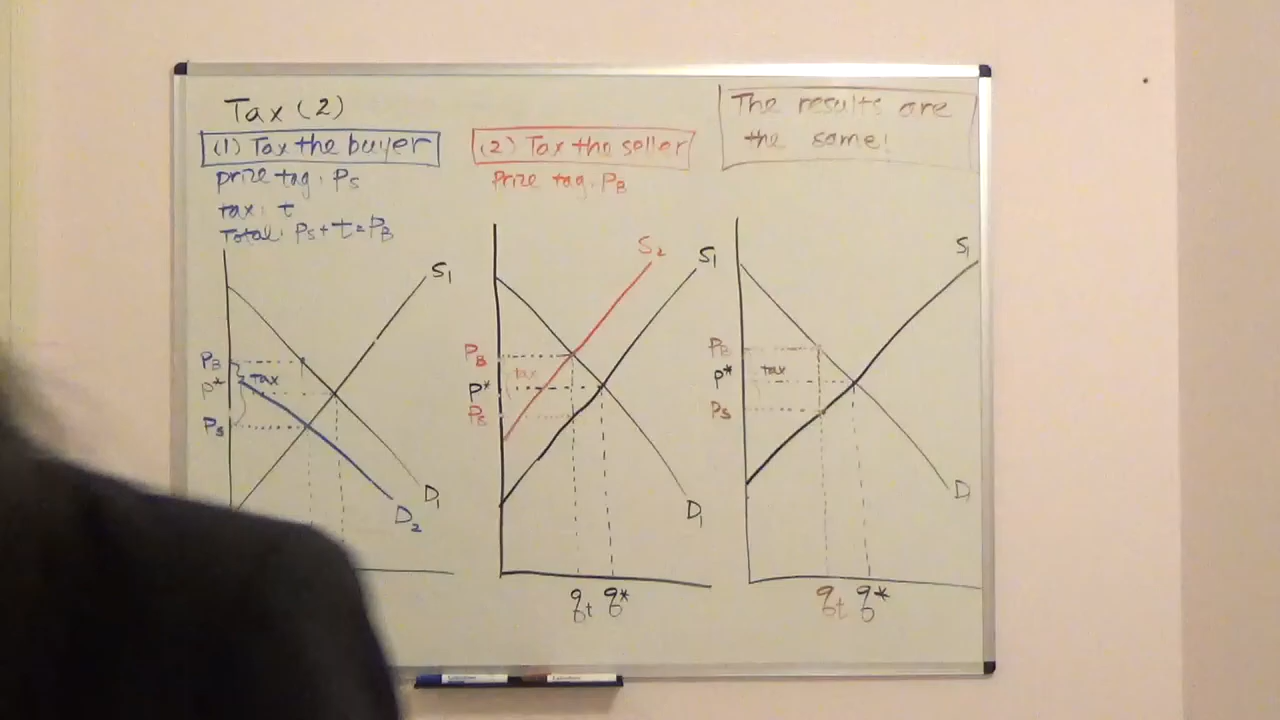 Tax (2)
(1) Tax the buyer
prize tag: Ps
tax: t
Total: Ps + t = PB
S1
PB
P*
tax
Ps
D1
D2
(2) Tax the seller
Prize tag: PB
S2
S1
PB
tax
P*
Ps
D1
qt q*
The results are
the same!
S1
PB
tax
P*
Ps
D1
qt q*